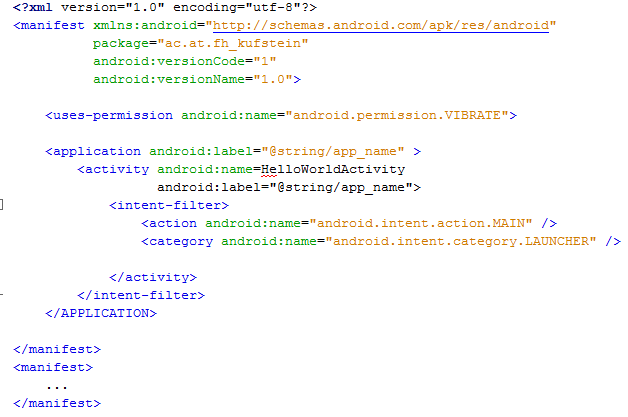 <?xml version="1.0" encoding="utf-8"?>
<manifest xmlns:android="http://schemas.android.com/apk/res/android"
package="ac.at.fh_kufstein"
android:versionCode="1"
android:versionName="1.0">
<uses-permission android:name="android.permission.VIBRATE">
<application android:label="@string/app_name" >
<activity android:name=HelloWorldActivity
android:label="@string/app_name">
<intent-filter>
<action android:name="android.intent.action.MAIN" />
<category android:name="android.intent.category.LAUNCHER" />
</activity>
</intent-filter>
</APPLICATION>
</manifest>
<manifest>
...
</manifest>